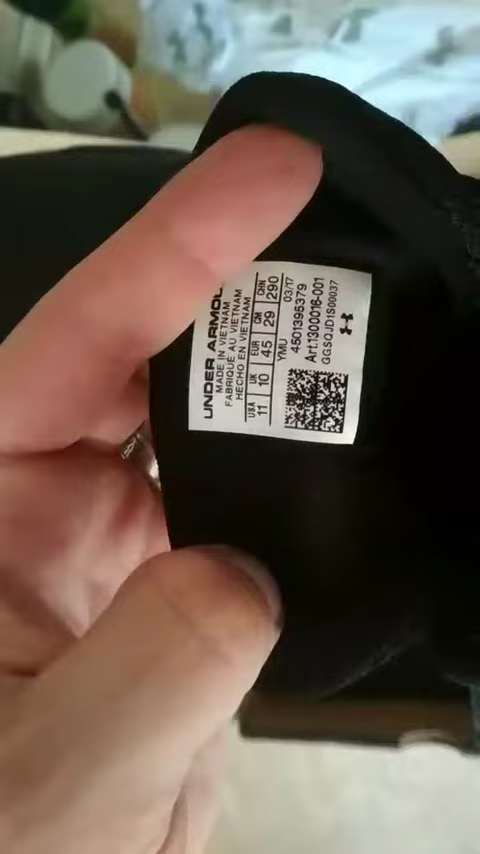 UNDER ARMOUR
MADE IN VIETNAM
FABRIQUÉ AU VIETNAM
HECHO EN VIETNAM
USA UK EUR CM CHN
11 10 45 29 290
YMU 03/17
4501395379
Art.1300016-001
GGSQJD1S00037